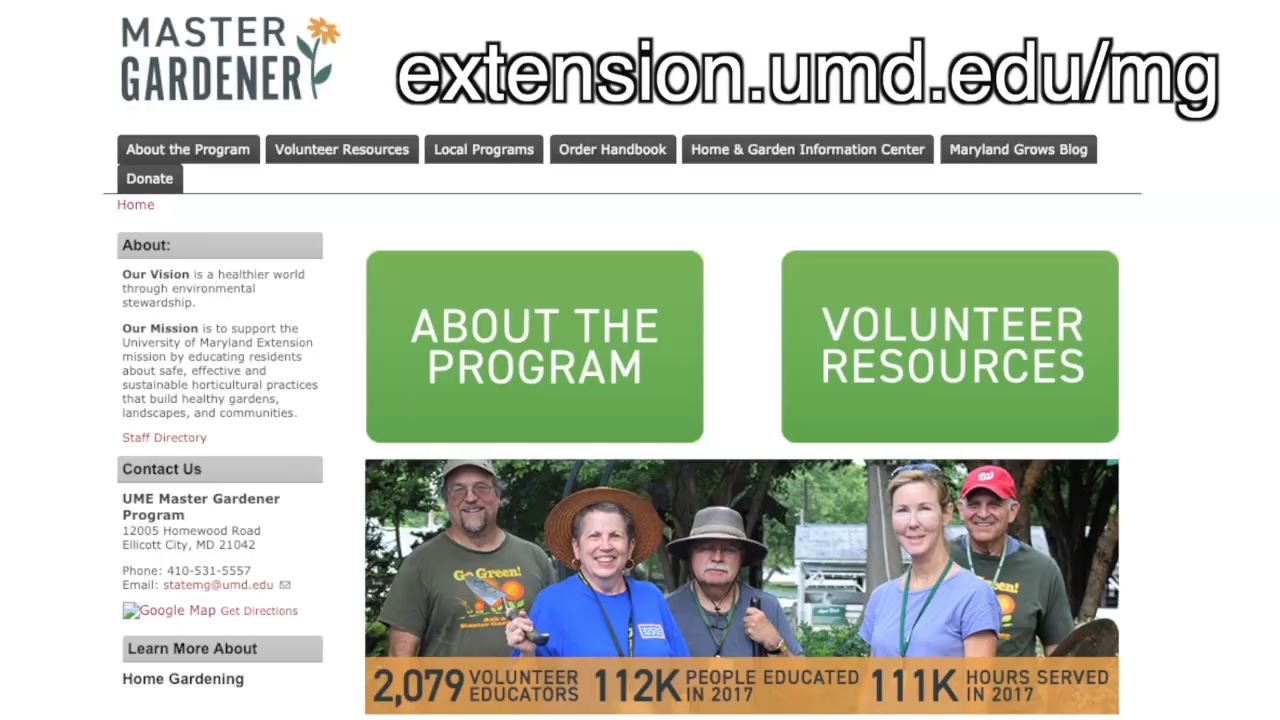 MASTER
GARDENER
extension.umd.edu/mg
About the Program
Volunteer Resources
Local Programs
Order Handbook
Home & Garden Information Center
Maryland Grows Blog
Donate
Home
About:
Our Vision is a healthier world
through environmental
stewardship.
Our Mission is to support the
University of Maryland Extension
mission by educating residents
about safe, effective and
sustainable horticultural practices
that build healthy gardens,
landscapes, and communities.
Staff Directory
Contact Us
UME Master Gardener
Program
12005 Homewood Road
Ellicott City, MD 21042
Phone: 410-531-5557
Email: statemg@umd.edu
Google Map Get Directions
Learn More About
Home Gardening
ABOUT THE
PROGRAM
VOLUNTEER
RESOURCES
Go Green!
2,079 VOLUNTEER
EDUCATORS
112K PEOPLE EDUCATED
IN 2017
111K HOURS SERVED
IN 2017